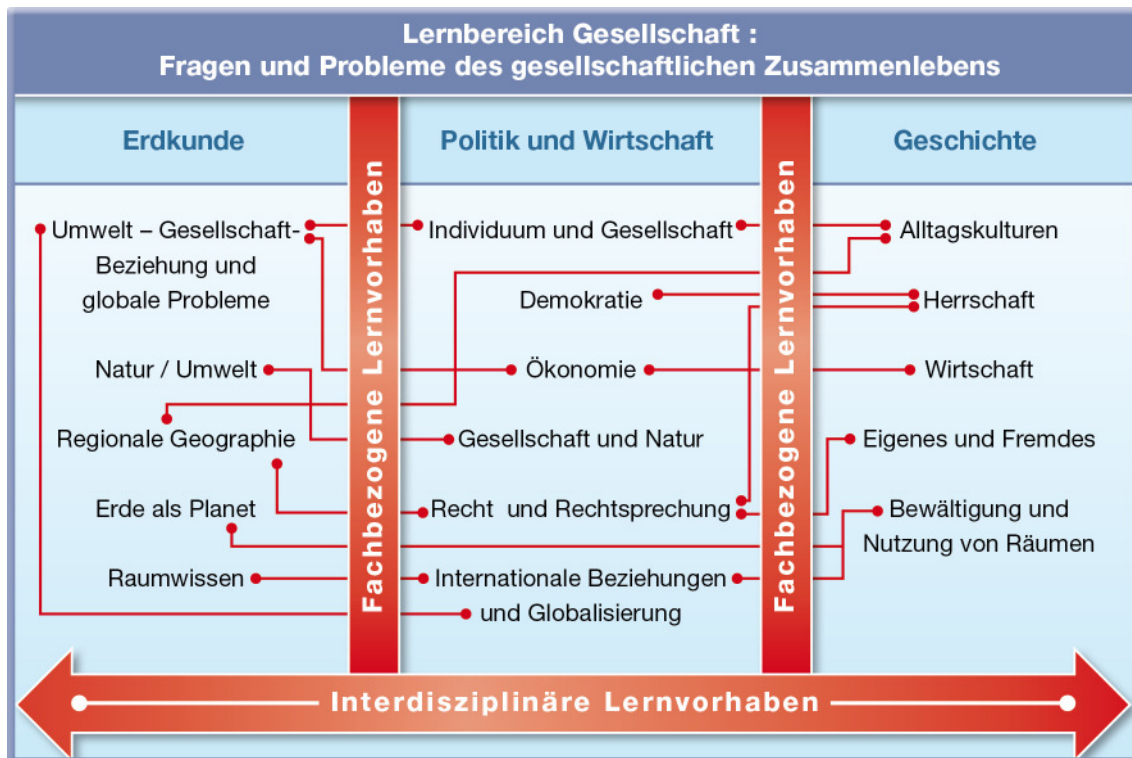 Lernbereich Gesellschaft :
Fragen und Probleme des gesellschaftlichen Zusammenlebens
Erdkunde
Politik und Wirtschaft
Geschichte
Umwelt – Gesellschaft-
Beziehung und
globale Probleme
Natur / Umwelt
Regionale Geographie
Erde als Planet
Raumwissen
Fachbezogene Lernvorhaben
Individuum und Gesellschaft
Demokratie
Ökonomie
Gesellschaft und Natur
Recht und Rechtsprechung
Internationale Beziehungen
und Globalisierung
Fachbezogene Lernvorhaben
Alltagskulturen
Herrschaft
Wirtschaft
Eigenes und Fremdes
Bewältigung und
Nutzung von Räumen
Interdisziplinäre Lernvorhaben